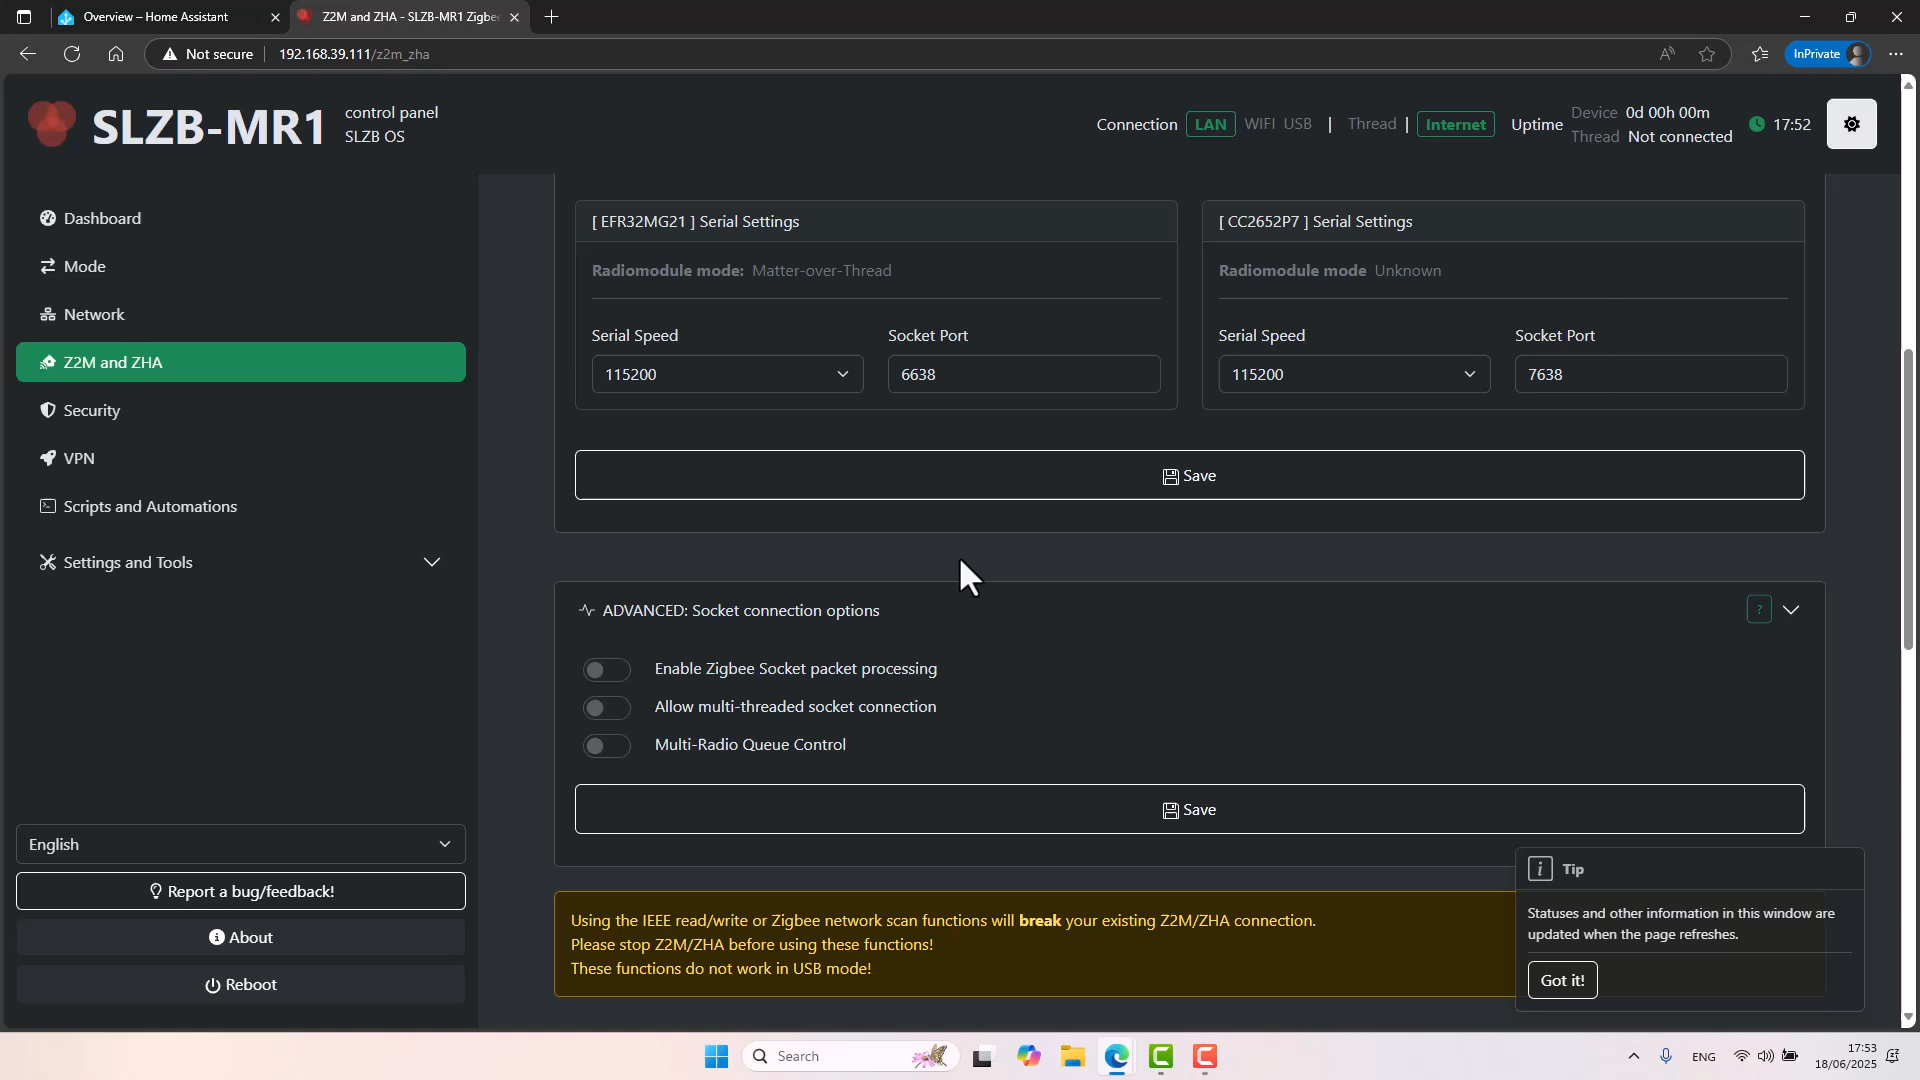 Overview – Home Assistant
Z2M and ZHA - SLZB-MR1 Zigbe
Not secure
192.168.39.111/z2m_zha
InPrivate
SLZB-MR1
control panel
SLZB OS
Connection LAN WIFI USB | Thread | Internet Uptime
Device 0d 00h 00m
Thread Not connected
17:52
Dashboard
Mode
Network
Z2M and ZHA
Security
VPN
Scripts and Automations
Settings and Tools
English
Report a bug/feedback!
About
Reboot
[ EFR32MG21 ] Serial Settings
Radiomodule mode: Matter-over-Thread
Serial Speed
Socket Port
115200
6638
[ CC2652P7 ] Serial Settings
Radiomodule mode Unknown
Serial Speed
Socket Port
115200
7638
Save
ADVANCED: Socket connection options
?
Enable Zigbee Socket packet processing
Allow multi-threaded socket connection
Multi-Radio Queue Control
Save
Using the IEEE read/write or Zigbee network scan functions will break your existing Z2M/ZHA connection.
Please stop Z2M/ZHA before using these functions!
These functions do not work in USB mode!
Tip
Statuses and other information in this window are
updated when the page refreshes.
Got it!
Search
ENG
17:53
18/06/2025